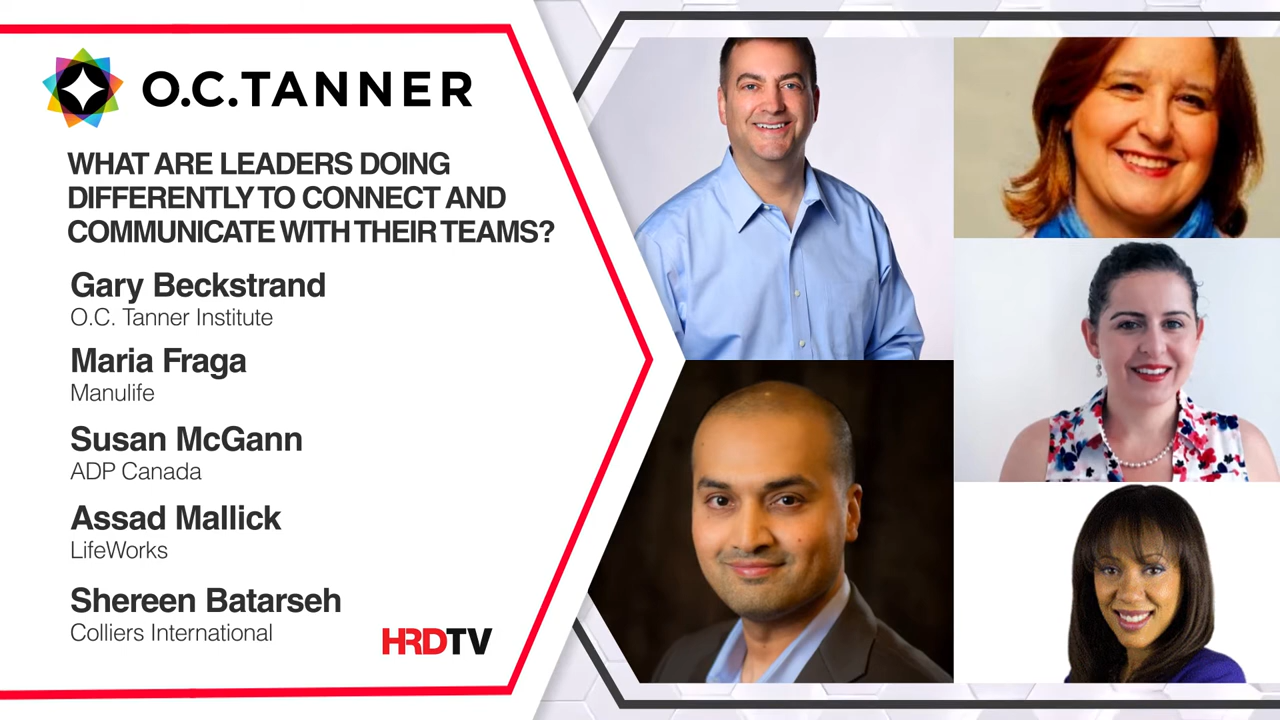 O.C.TANNER
WHAT ARE LEADERS DOING
DIFFERENTLY TO CONNECT AND
COMMUNICATE WITH THEIR TEAMS?
Gary Beckstrand
O.C. Tanner Institute
Maria Fraga
Manulife
Susan McGann
ADP Canada
Assad Mallick
LifeWorks
Shereen Batarseh
Colliers International
HRDTV